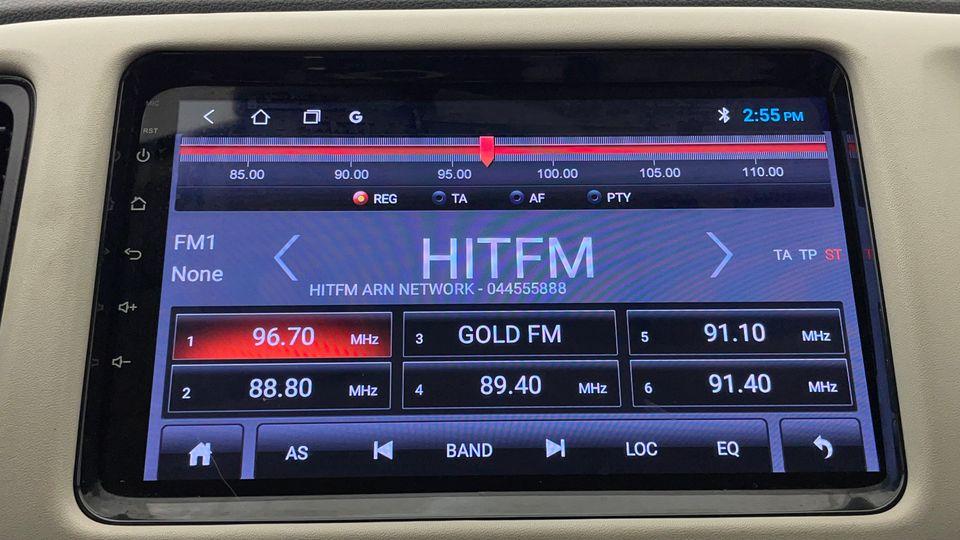 MIC
RST
G 2:55 PM
85.00 90.00 95.00 100.00 105.00 110.00
REG TA AF PTY
FM1
None
HITFM
TA TP ST
HITFM ARN NETWORK - 044555888
1 96.70 MHz
3 GOLD FM
5 91.10 MHz
2 88.80 MHz
4 89.40 MHz
6 91.40 MHz
AS BAND LOC EQ